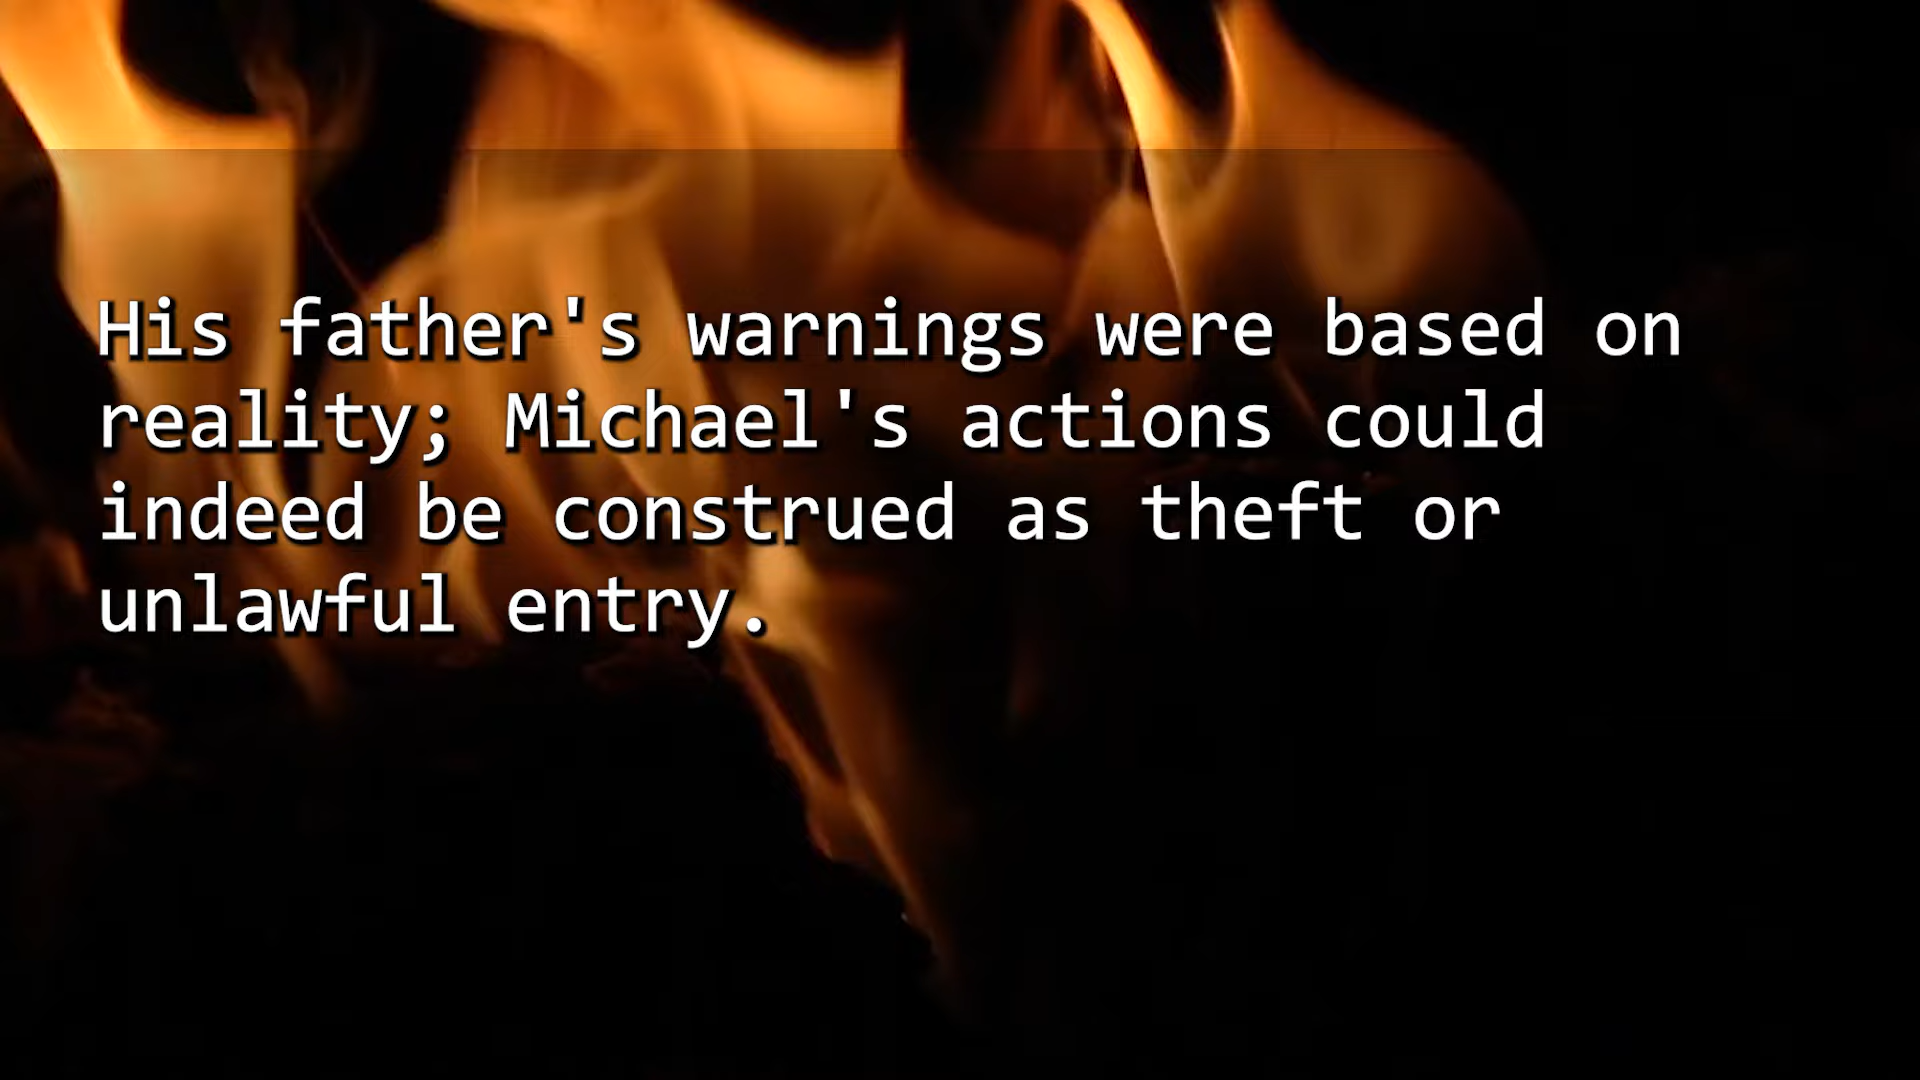 His father's warnings were based on
reality; Michael's actions could
indeed be construed as theft or
unlawful entry.